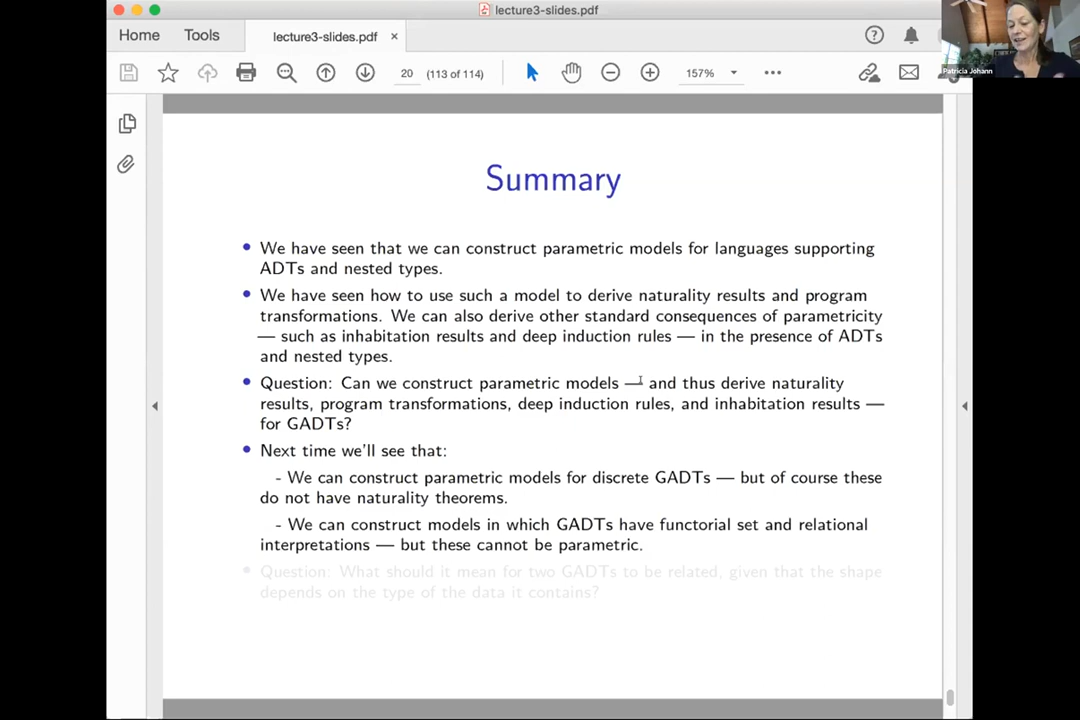 lecture3-slides.pdf
Home
Tools
lecture3-slides.pdf ×
20 (113 of 114)
157%
Patricia Johann
Summary
• We have seen that we can construct parametric models for languages supporting
ADTs and nested types.
• We have seen how to use such a model to derive naturality results and program
transformations. We can also derive other standard consequences of parametricity
— such as inhabitation results and deep induction rules — in the presence of ADTs
and nested types.
• Question: Can we construct parametric models — and thus derive naturality
results, program transformations, deep induction rules, and inhabitation results —
for GADTs?
• Next time we'll see that:
- We can construct parametric models for discrete GADTs — but of course these
do not have naturality theorems.
- We can construct models in which GADTs have functorial set and relational
interpretations — but these cannot be parametric.
• Question: What should it mean for two GADTs to be related, given that the shape
depends on the type of the data it contains?